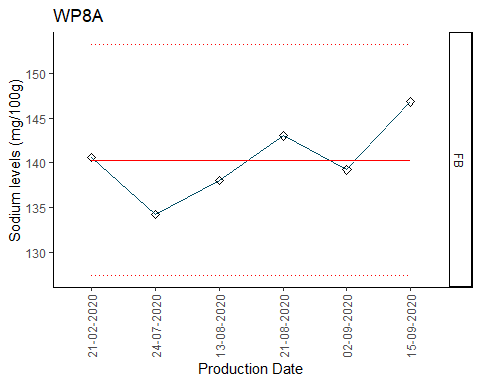 WP8A
Sodium levels (mg/100g)
150
145
140
135
130
FB
21-02-2020
24-07-2020
13-08-2020
21-08-2020
02-09-2020
15-09-2020
Production Date